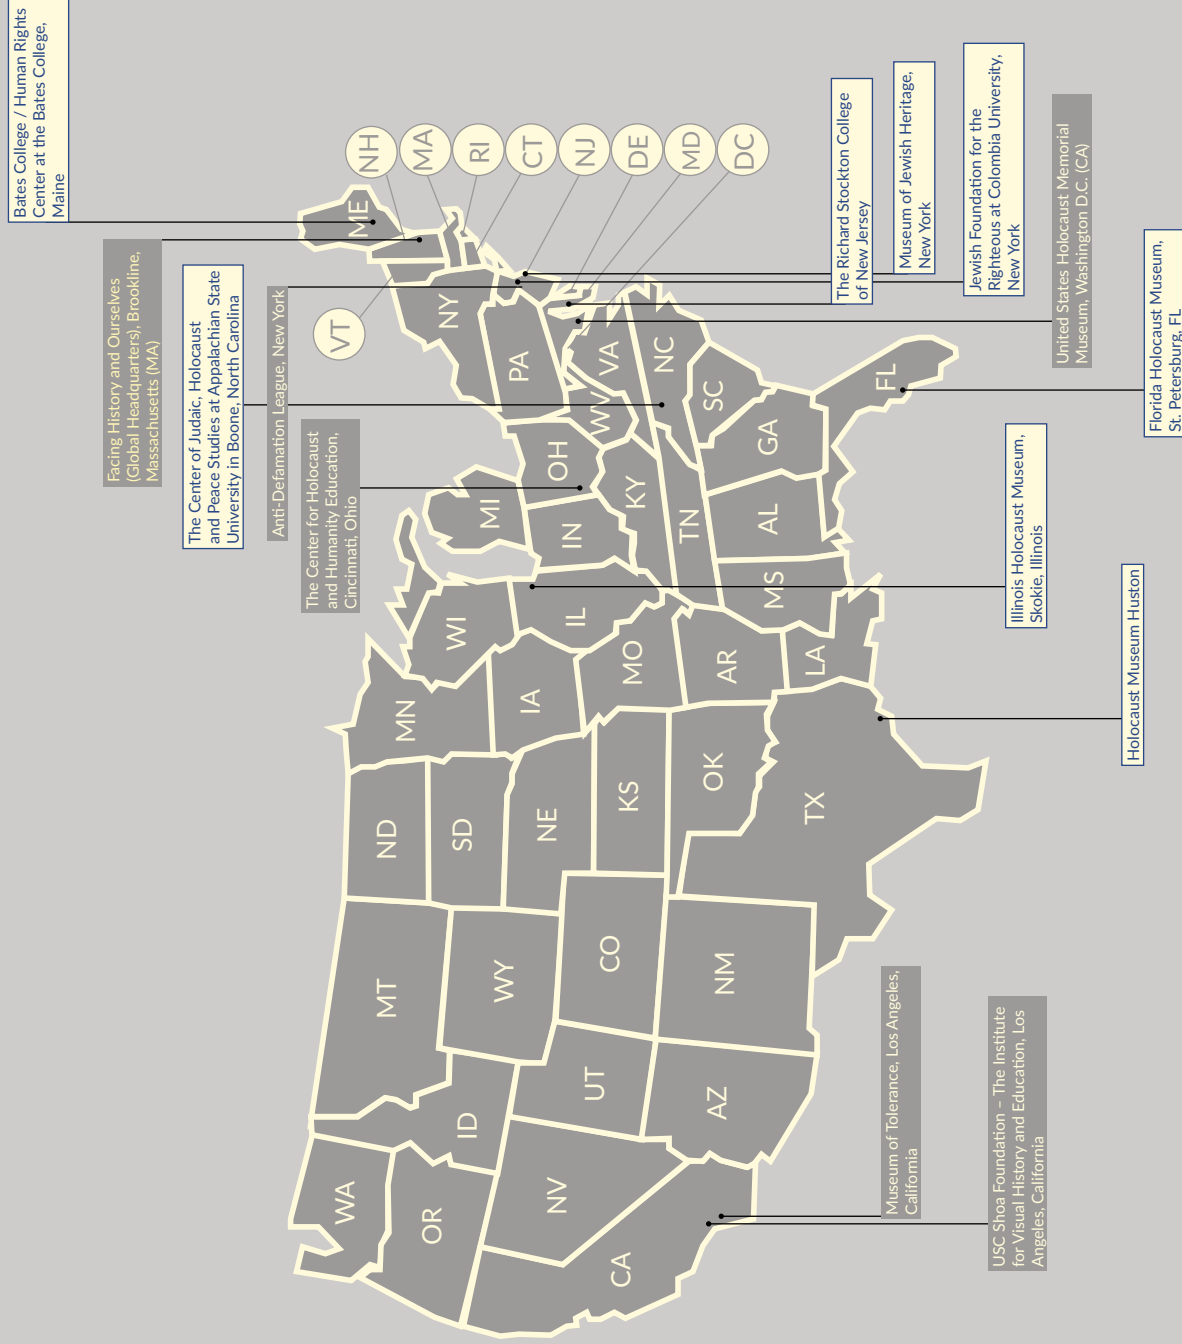 Bates College / Human Rights
Center at the Bates College,
Maine
Facing History and Ourselves
(Global Headquarters), Brookline,
Massachusetts (MA)
The Center of Judaic, Holocaust
and Peace Studies at Appalachian State
University in Boone, North Carolina
Anti-Defamation League, New York
The Center for Holocaust
and Humanity Education,
Cincinnati, Ohio
The Richard Stockton College
of New Jersey
Museum of Jewish Heritage,
New York
Jewish Foundation for the
Righteous at Colombia University,
New York
United States Holocaust Memorial
Museum, Washington D.C. (CA)
Florida Holocaust Museum,
St. Petersburg, FL
Illinois Holocaust Museum,
Skokie, Illinois
Holocaust Museum Huston
Museum of Tolerance, Los Angeles,
California
USC Shoa Foundation – The Institute
for Visual History and Education, Los
Angeles, California
WA
OR
CA
NV
ID
MT
WY
UT
AZ
CO
NM
ND
SD
NE
KS
OK
TX
MN
IA
MO
AR
LA
WI
IL
MS
MI
IN
KY
TN
AL
OH
WV
GA
SC
NC
VA
FL
PA
NY
ME
VT
NH
MA
RI
CT
NJ
DE
MD
DC